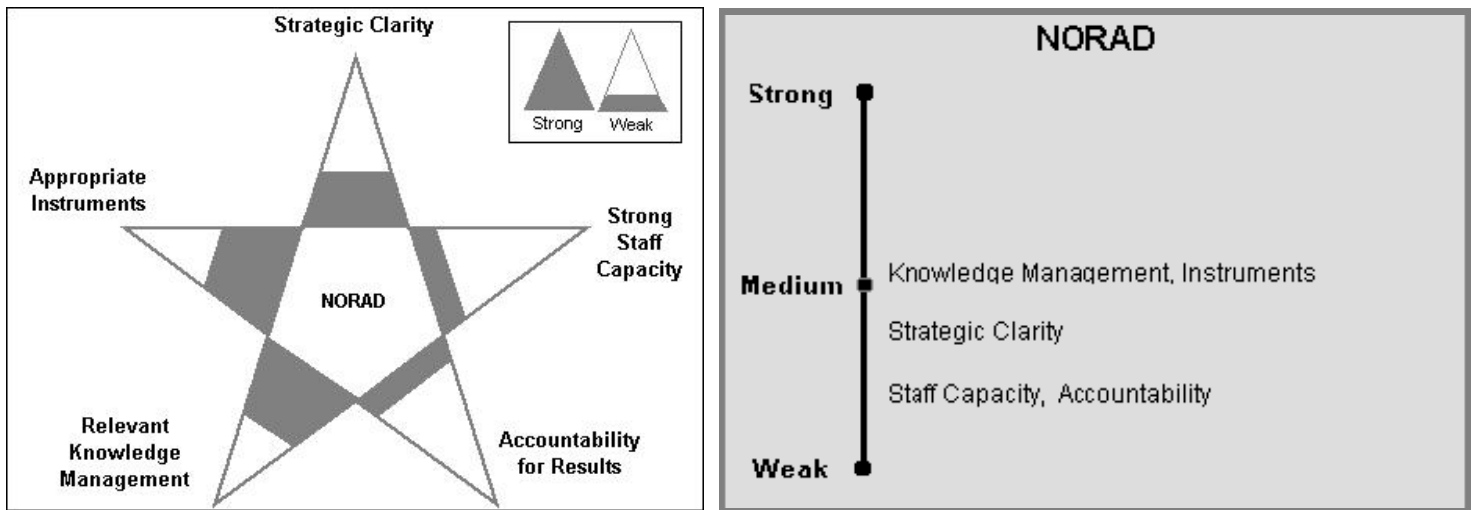 Strategic Clarity
Strong Weak
Appropriate
Instruments
Strong
Staff
Capacity
NORAD
Relevant
Knowledge
Management
Accountability
for Results
NORAD
Strong
Medium
Knowledge Management, Instruments
Strategic Clarity
Staff Capacity, Accountability
Weak